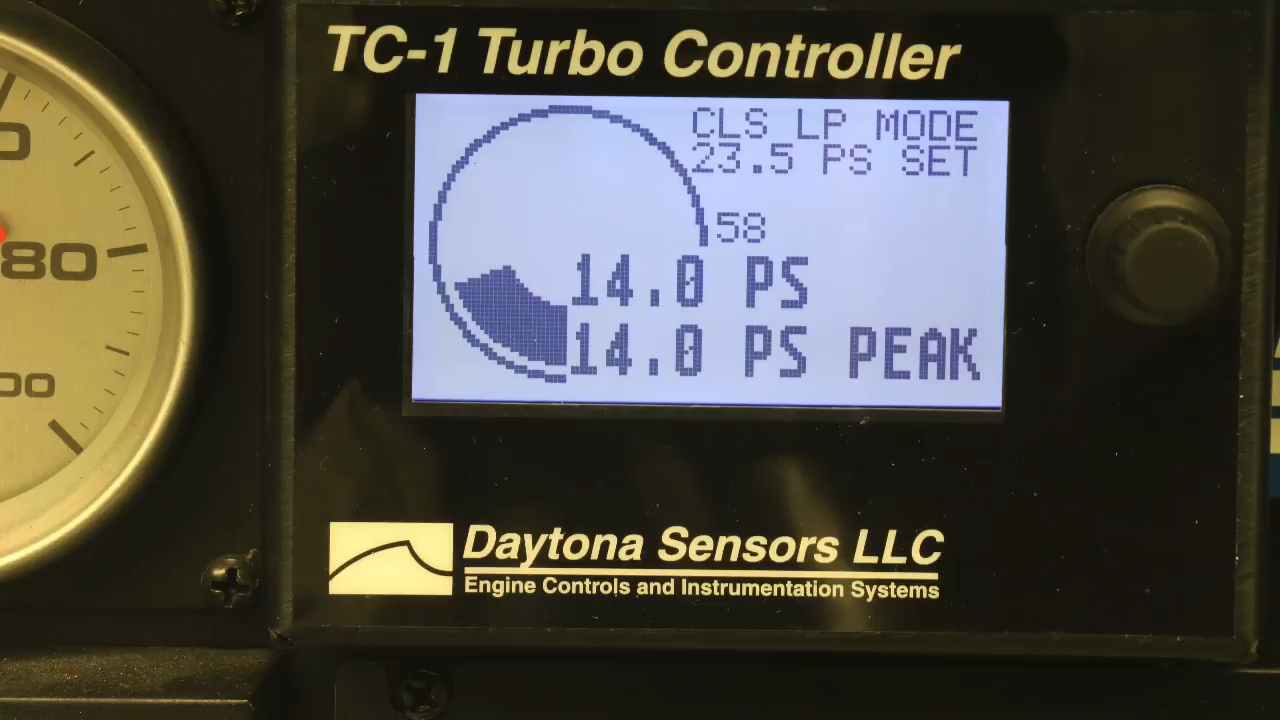 TC-1 Turbo Controller
CLS LP MODE
23.5 PS SET
58
14.0 PS
14.0 PS PEAK
80
Daytona Sensors LLC
Engine Controls and Instrumentation Systems